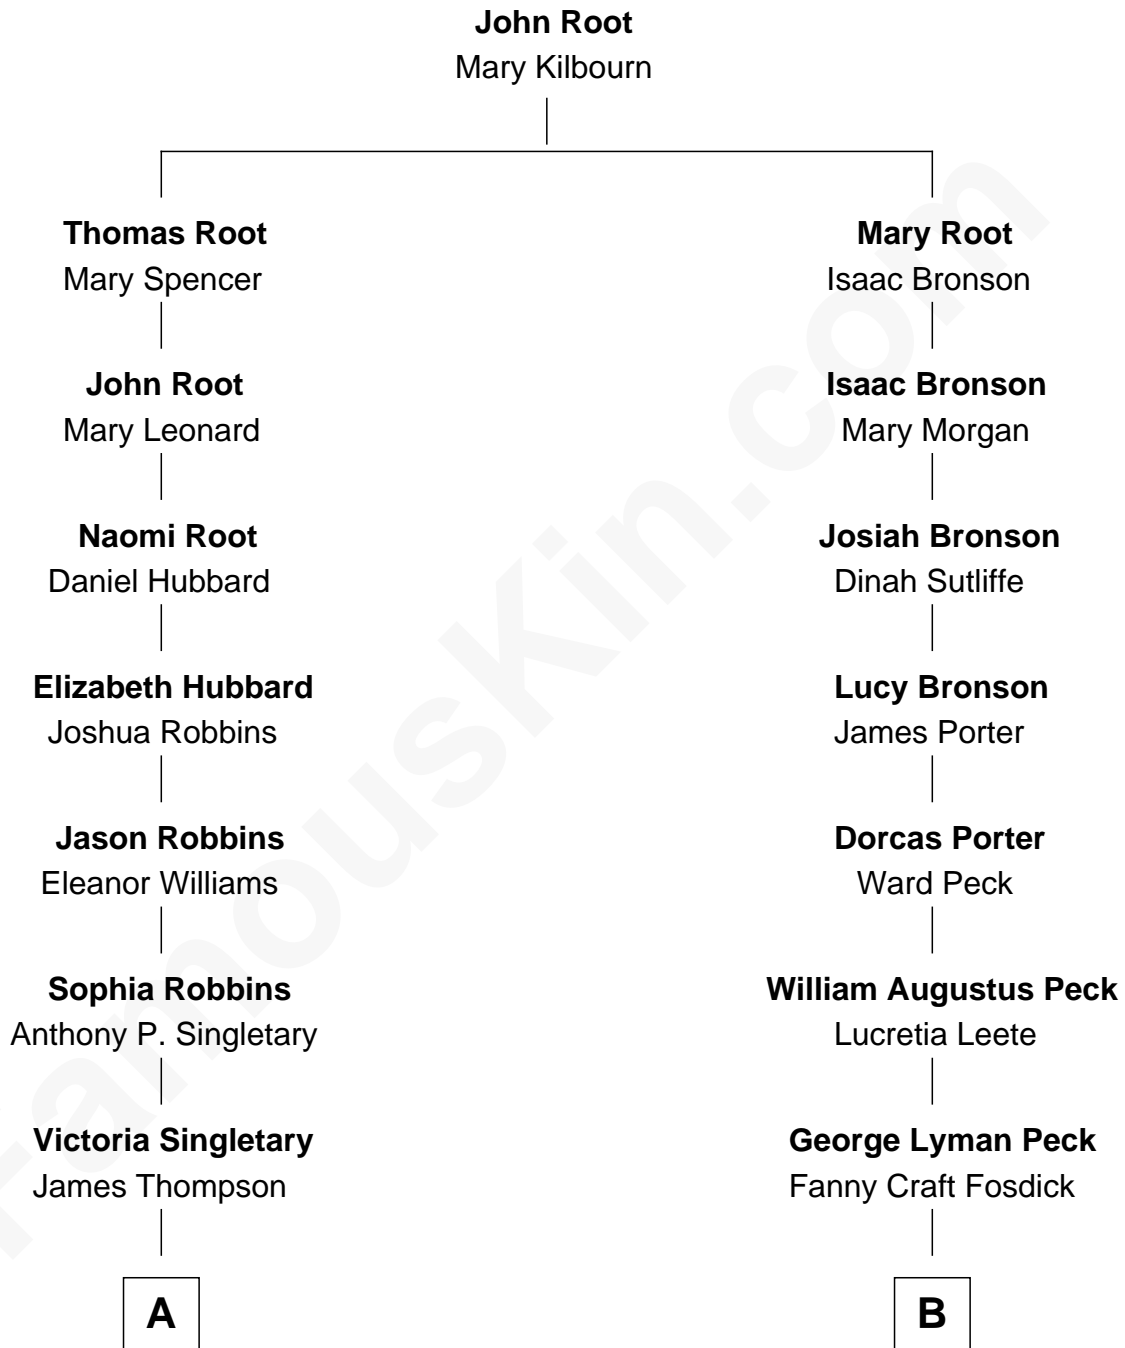 John Root
Mary Kilbourn
Thomas Root
Mary Spencer
Mary Root
Isaac Bronson
John Root
Mary Leonard
Isaac Bronson
Mary Morgan
Naomi Root
Daniel Hubbard
Josiah Bronson
Dinah Sutliffe
Elizabeth Hubbard
Joshua Robbins
Lucy Bronson
James Porter
Jason Robbins
Eleanor Williams
Dorcas Porter
Ward Peck
Sophia Robbins
Anthony P. Singletary
William Augustus Peck
Lucretia Leete
Victoria Singletary
James Thompson
George Lyman Peck
Fanny Craft Fosdick
A
B
FamousKin.com